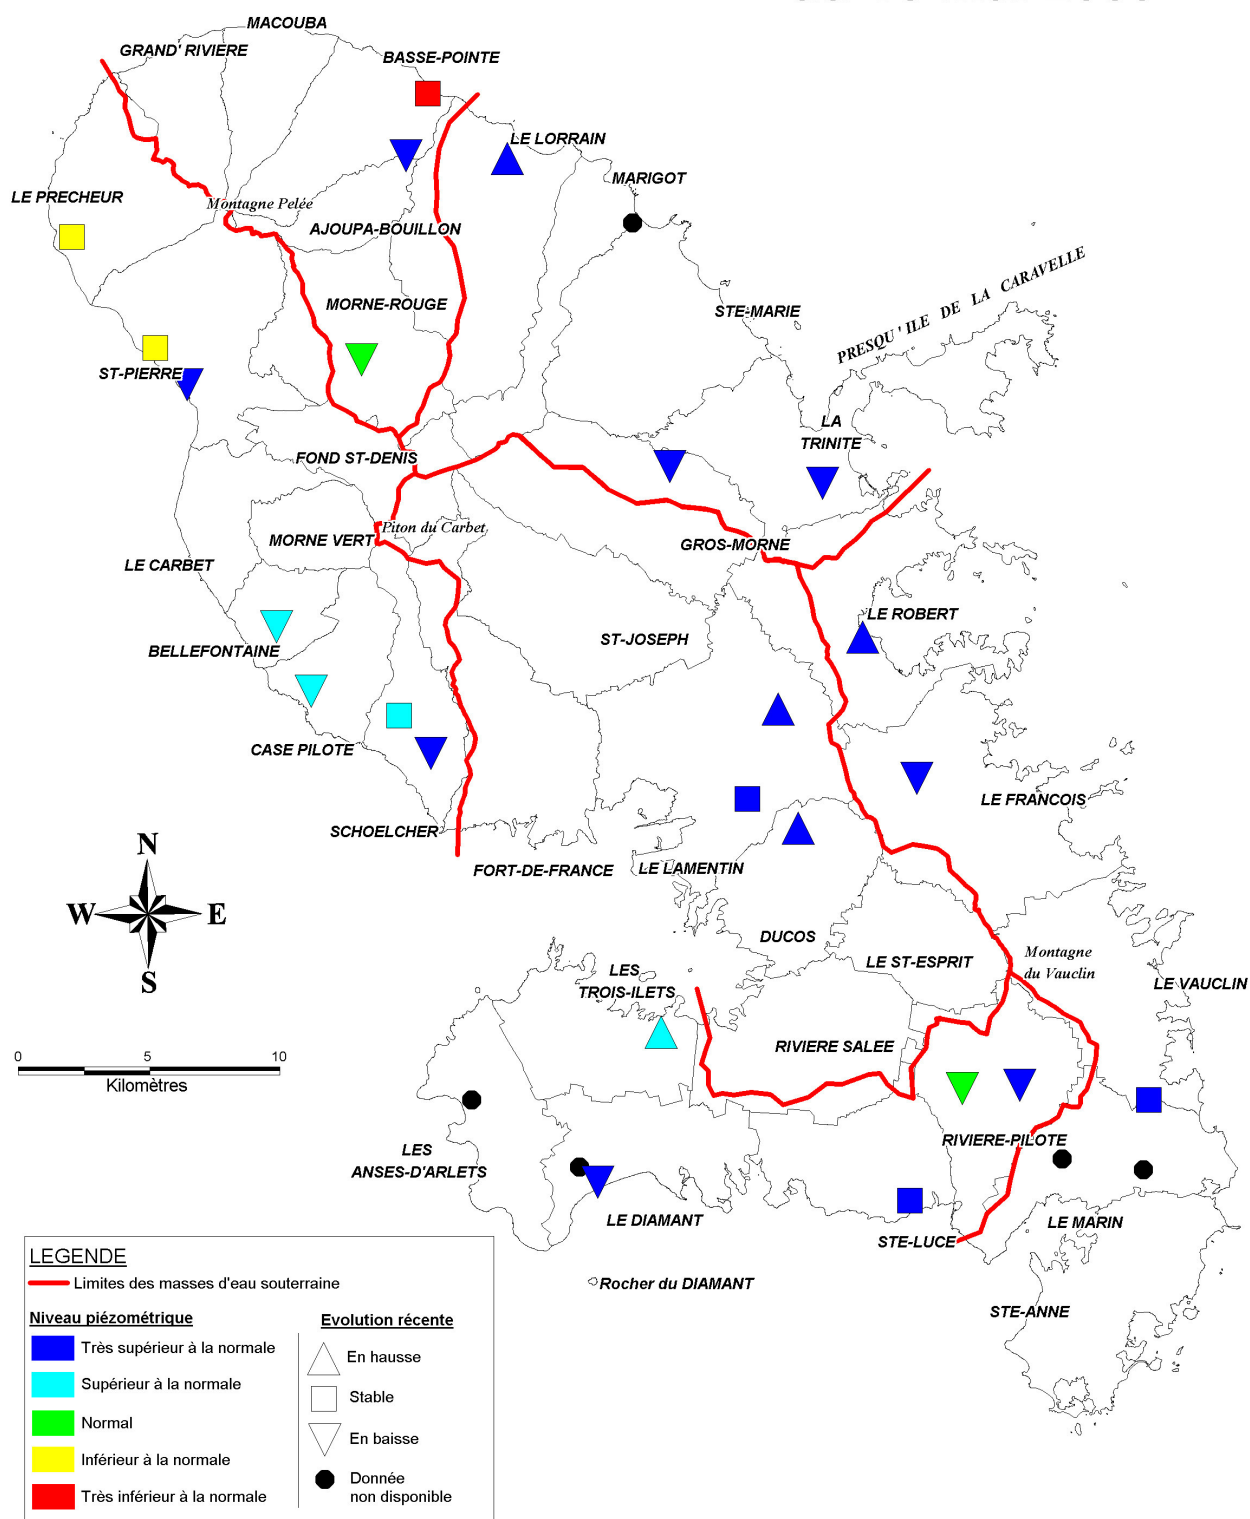 MACOUBA
GRAND' RIVIERE
BASSE-POINTE
LE LORRAIN
MARIGOT
LE PRECHEUR
Montagne Pelée
AJOUPA-BOUILLON
PRESQU'ILE DE LA CARAVELLE
MORNE-ROUGE
STE-MARIE
ST-PIERRE
LA
TRINITE
FOND ST-DENIS
Piton du Carbet
MORNE VERT
GROS-MORNE
LE CARBET
LE ROBERT
ST-JOSEPH
BELLEFONTAINE
CASE PILOTE
LE FRANCOIS
SCHOELCHER
FORT-DE-FRANCE
LE LAMENTIN
N
W
E
S
DUCOS
LE ST-ESPRIT
Montagne
du Vauclin
LES
TROIS-ILETS
LE VAUCLIN
RIVIERE SALEE
0
5
10
Kilomètres
RIVIERE-PILOTE
LES
ANSES-D'ARLETS
LE DIAMANT
LE MARIN
STE-LUCE
Rocher du DIAMANT
STE-ANNE
LEGENDE
Limites des masses d'eau souterraine
Niveau piézométrique
Très supérieur à la normale
Supérieur à la normale
Normal
Inférieur à la normale
Très inférieur à la normale
Evolution récente
En hausse
Stable
En baisse
Donnée
non disponible